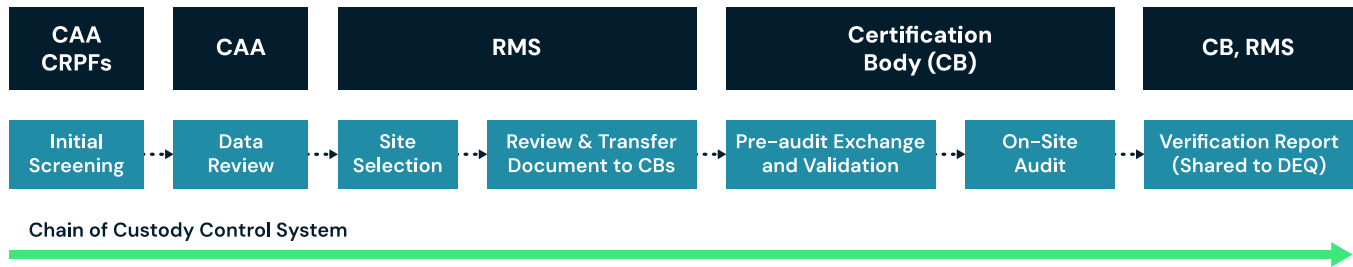 CAA
CRPFs
CAA
RMS
Certification
Body (CB)
CB, RMS
Initial
Screening
Data
Review
Site
Selection
Review & Transfer
Document to CBs
Pre-audit Exchange
and Validation
On-Site
Audit
Verification Report
(Shared to DEQ)
Chain of Custody Control System